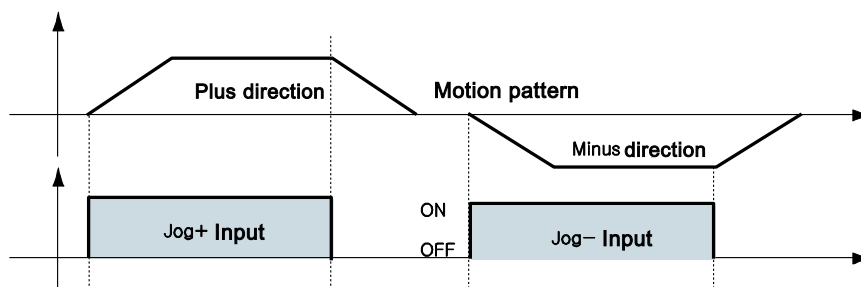 Plus direction
Motion pattern
Minus direction
Jog+ Input
ON
OFF
Jog− Input